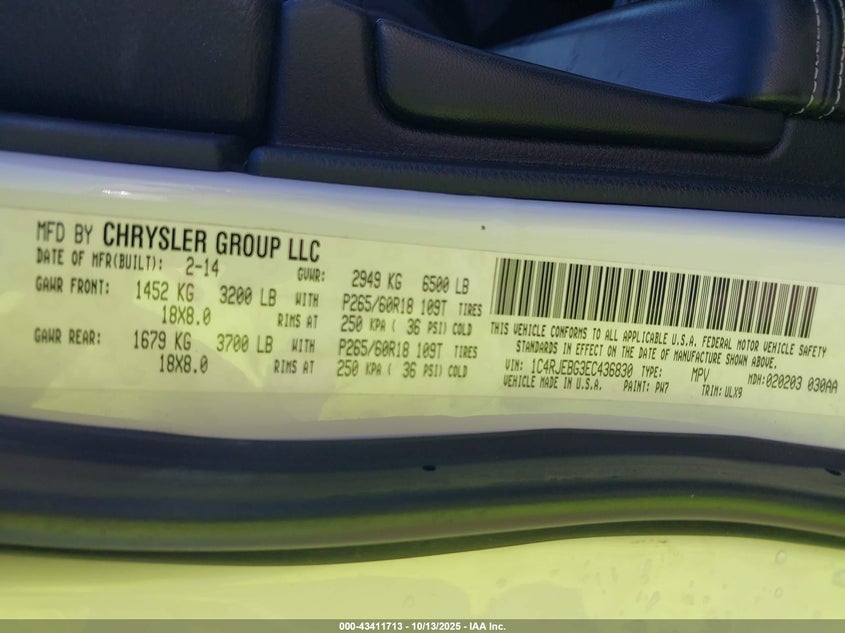 MFD BY CHRYSLER GROUP LLC
DATE OF MFR(BUILT): 2-14 GVWR: 2949 KG 6500 LB
GAWR FRONT: 1452 KG 3200 LB WITH P265/60R18 109T TIRES
18X8.0 RIMS AT 250 KPA ( 36 PSI) COLD
GAWR REAR: 1679 KG 3700 LB WITH P265/60R18 109T TIRES
18X8.0 RIMS AT 250 KPA ( 36 PSI) COLD
THIS VEHICLE CONFORMS TO ALL APPLICABLE U.S.A. FEDERAL MOTOR VEHICLE SAFETY
STANDARDS IN EFFECT ON THE DATE OF MANUFACTURE SHOWN ABOVE.
VIN: 1C4RJEBG3EC436830 TYPE: MPV MDH:020203 030AA
VEHICLE MADE IN U.S.A. PAINT: PW7 TRIM: ULX9
000-43411713 - 10/13/2025 - IAA Inc.